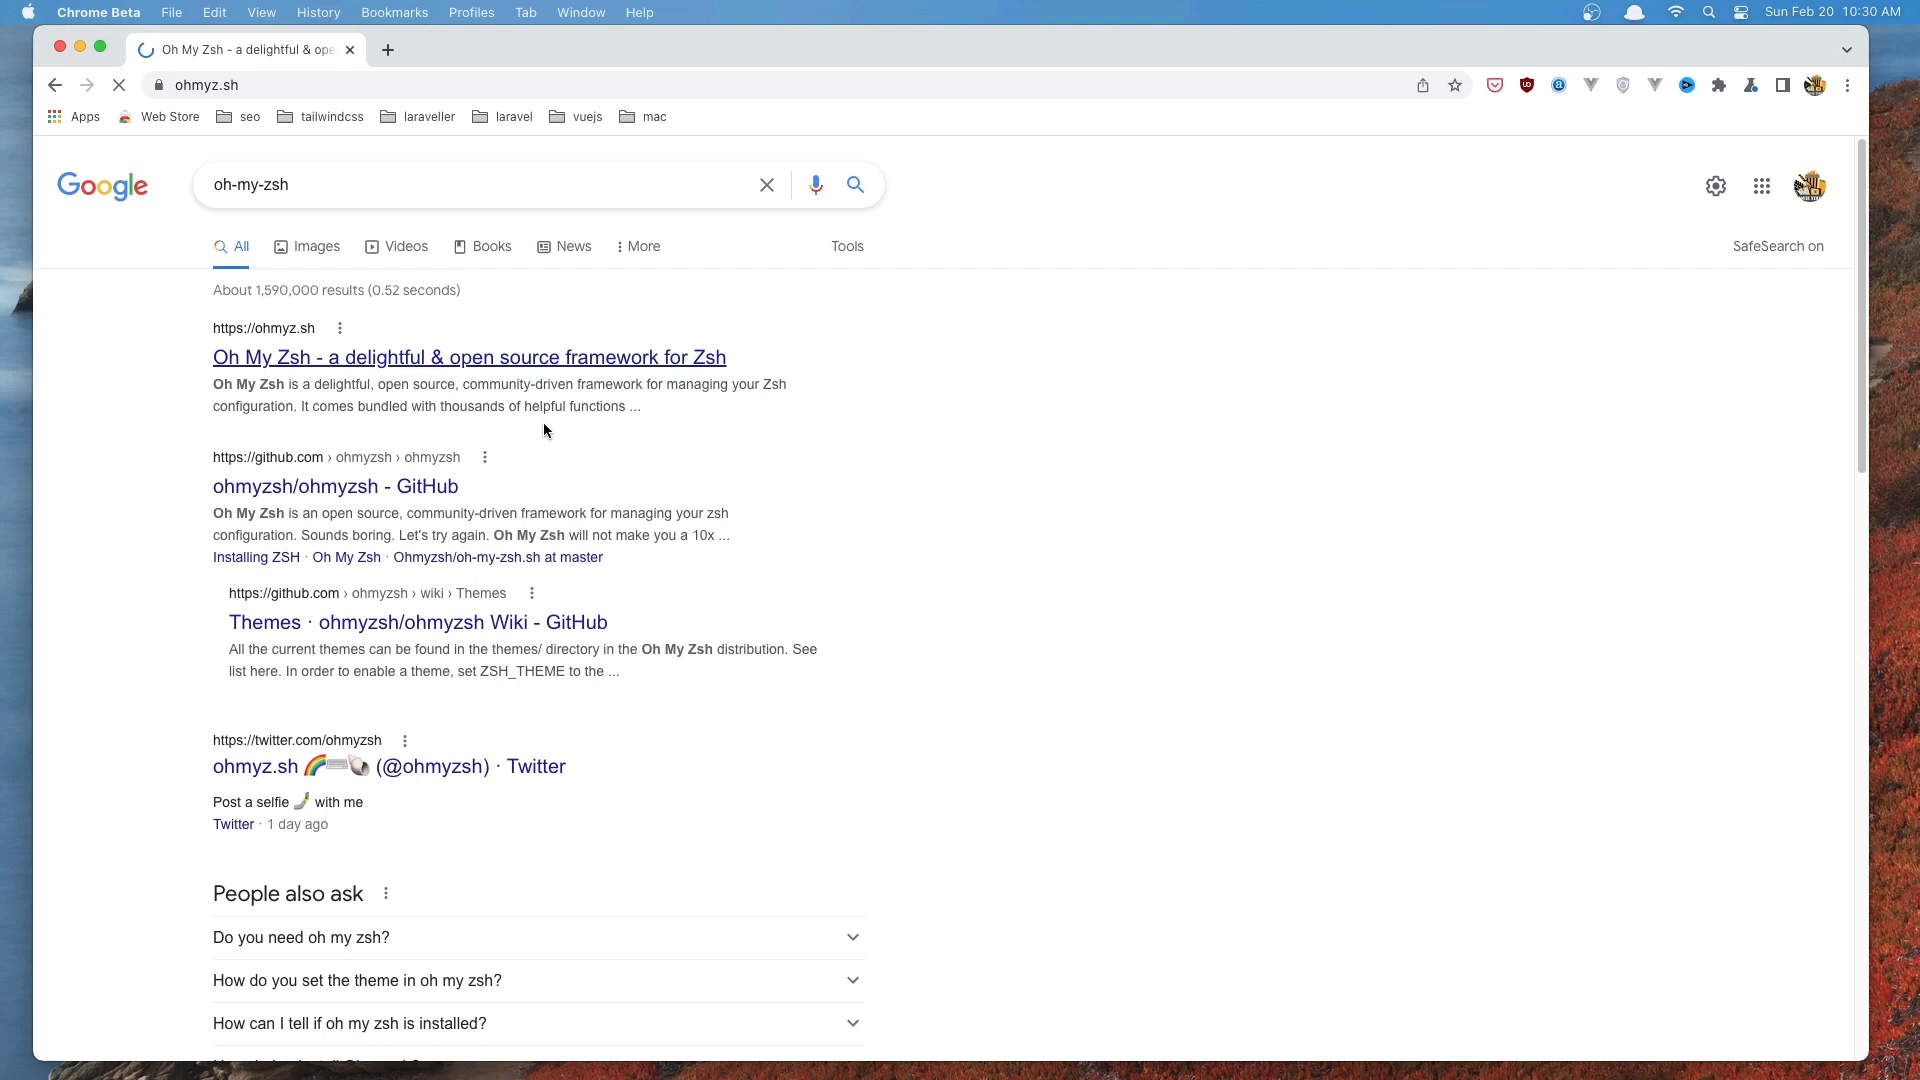 Chrome Beta File Edit View History Bookmarks Profiles Tab Window Help Sun Feb 20 10:30 AM
Oh My Zsh - a delightful & ope
ohmyz.sh
Apps Web Store seo tailwindcss laraveller laravel vuejs mac
Google oh-my-zsh
All Images Videos Books News More Tools SafeSearch on
About 1,590,000 results (0.52 seconds)
https://ohmyz.sh
Oh My Zsh - a delightful & open source framework for Zsh
Oh My Zsh is a delightful, open source, community-driven framework for managing your Zsh
configuration. It comes bundled with thousands of helpful functions ...
https://github.com › ohmyzsh › ohmyzsh
ohmyzsh/ohmyzsh - GitHub
Oh My Zsh is an open source, community-driven framework for managing your zsh
configuration. Sounds boring. Let's try again. Oh My Zsh will not make you a 10x ...
Installing ZSH · Oh My Zsh · Ohmyzsh/oh-my-zsh.sh at master
https://github.com › ohmyzsh › wiki › Themes
Themes · ohmyzsh/ohmyzsh Wiki - GitHub
All the current themes can be found in the themes/ directory in the Oh My Zsh distribution. See
list here. In order to enable a theme, set ZSH_THEME to the ...
https://twitter.com/ohmyzsh
ohmyz.sh 🌈⌨️🐚 (@ohmyzsh) · Twitter
Post a selfie 🤳 with me
Twitter · 1 day ago
People also ask
Do you need oh my zsh?
How do you set the theme in oh my zsh?
How can I tell if oh my zsh is installed?